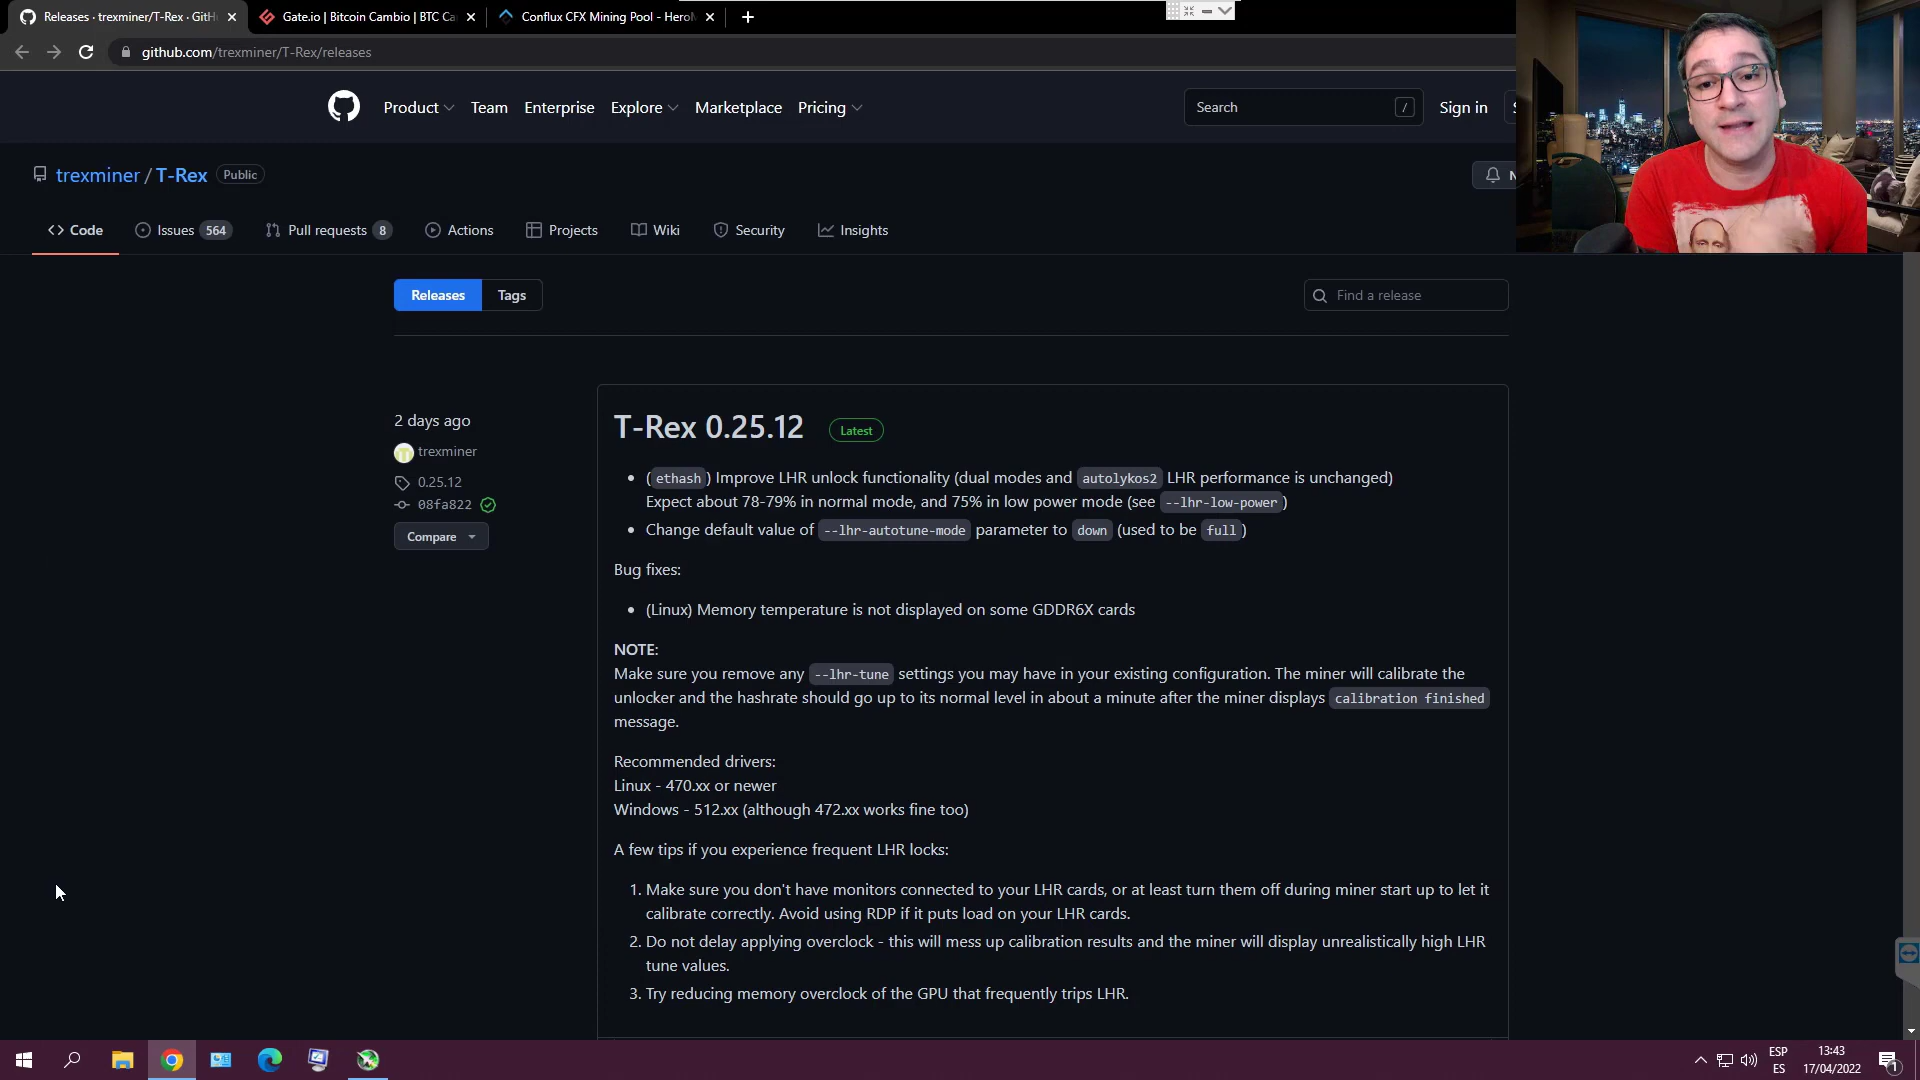 Releases · trexminer/T-Rex · GitH
Gate.io | Bitcoin Cambio | BTC Ca
Conflux CFX Mining Pool - Hero
github.com/trexminer/T-Rex/releases
Product
Team
Enterprise
Explore
Marketplace
Pricing
Search
/
Sign in
trexminer / T-Rex
Public
N
Code
Issues 564
Pull requests 8
Actions
Projects
Wiki
Security
Insights
Releases
Tags
Find a release
2 days ago
trexminer
0.25.12
08fa822
Compare
T-Rex 0.25.12
Latest
(ethash) Improve LHR unlock functionality (dual modes and autolykos2 LHR performance is unchanged)
Expect about 78-79% in normal mode, and 75% in low power mode (see --lhr-low-power)
Change default value of --lhr-autotune-mode parameter to down (used to be full)
Bug fixes:
(Linux) Memory temperature is not displayed on some GDDR6X cards
NOTE:
Make sure you remove any --lhr-tune settings you may have in your existing configuration. The miner will calibrate the
unlocker and the hashrate should go up to its normal level in about a minute after the miner displays calibration finished
message.
Recommended drivers:
Linux - 470.xx or newer
Windows - 512.xx (although 472.xx works fine too)
A few tips if you experience frequent LHR locks:
1. Make sure you don't have monitors connected to your LHR cards, or at least turn them off during miner start up to let it
calibrate correctly. Avoid using RDP if it puts load on your LHR cards.
2. Do not delay applying overclock - this will mess up calibration results and the miner will display unrealistically high LHR
tune values.
3. Try reducing memory overclock of the GPU that frequently trips LHR.
ESP
ES
13:43
17/04/2022
1